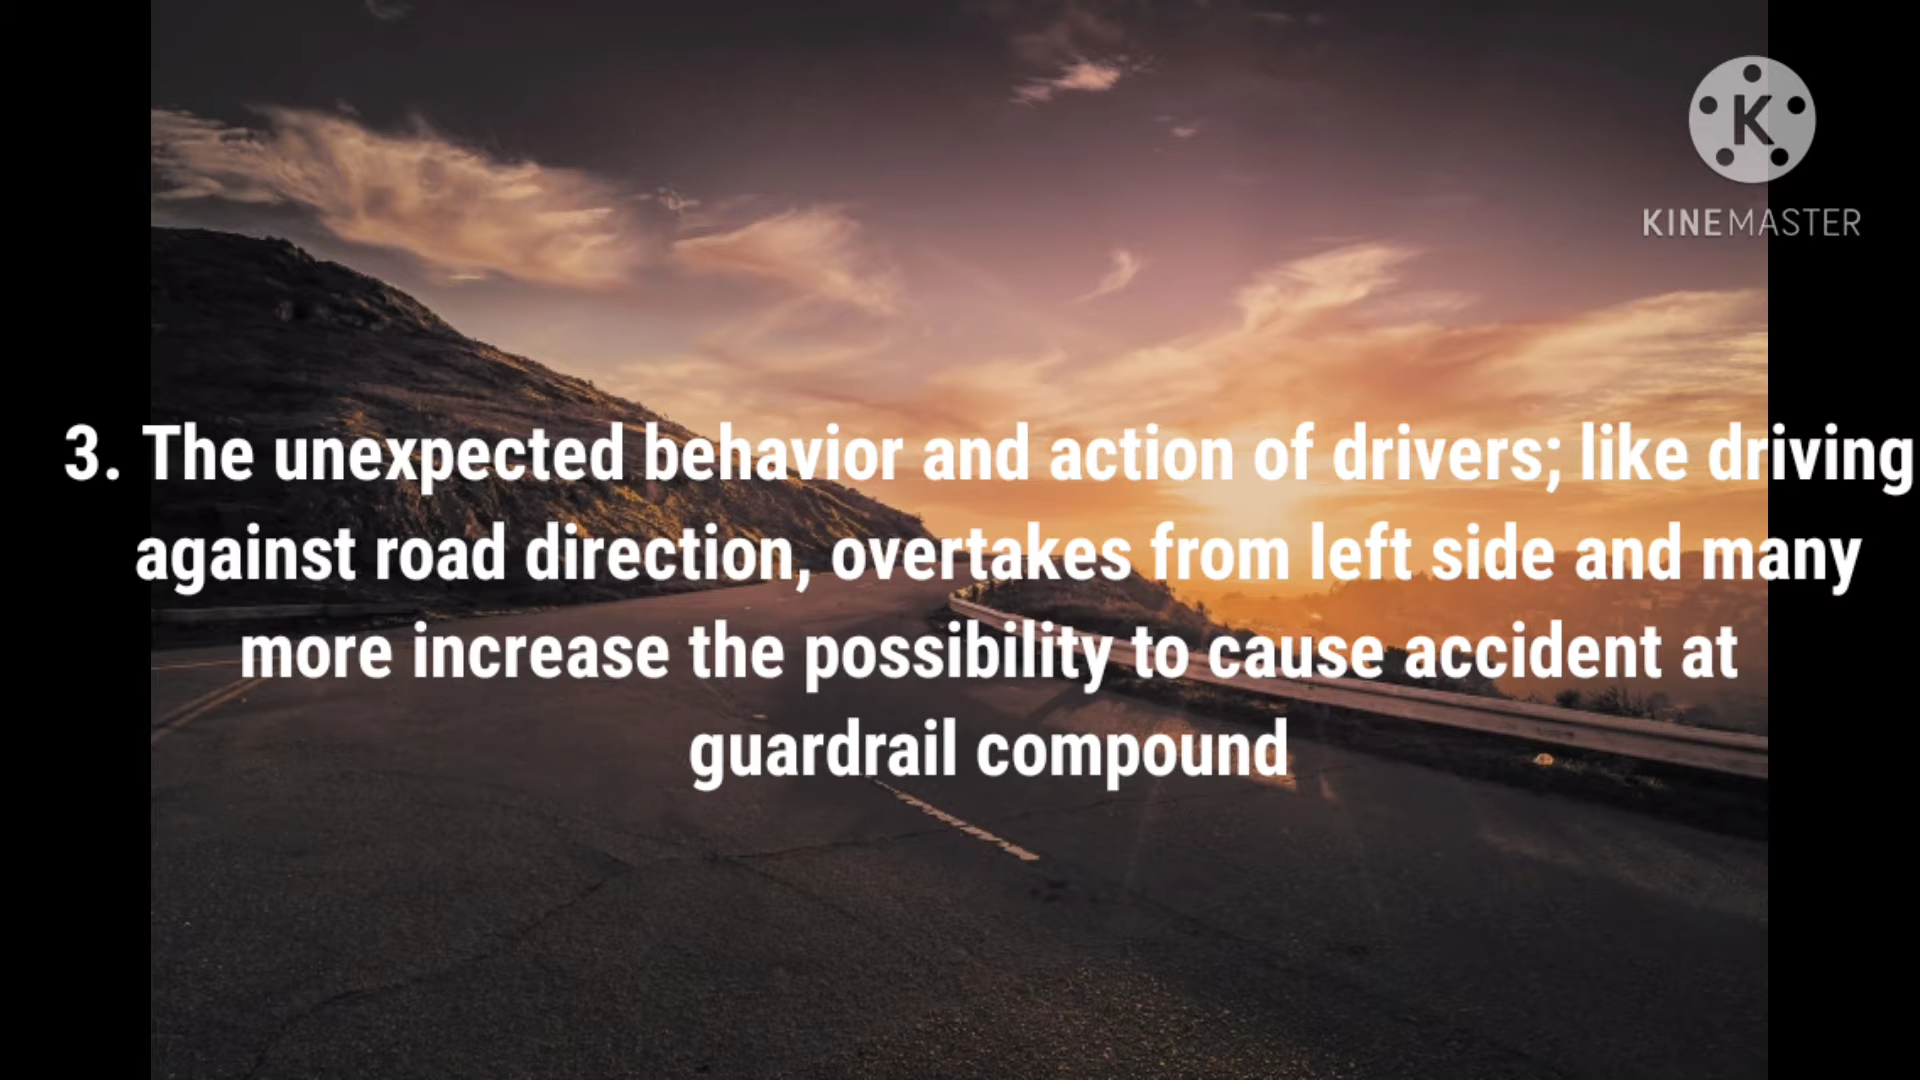 K
KINEMASTER
3. The unexpected behavior and action of drivers; like driving
against road direction, overtakes from left side and many
more increase the possibility to cause accident at
guardrail compound